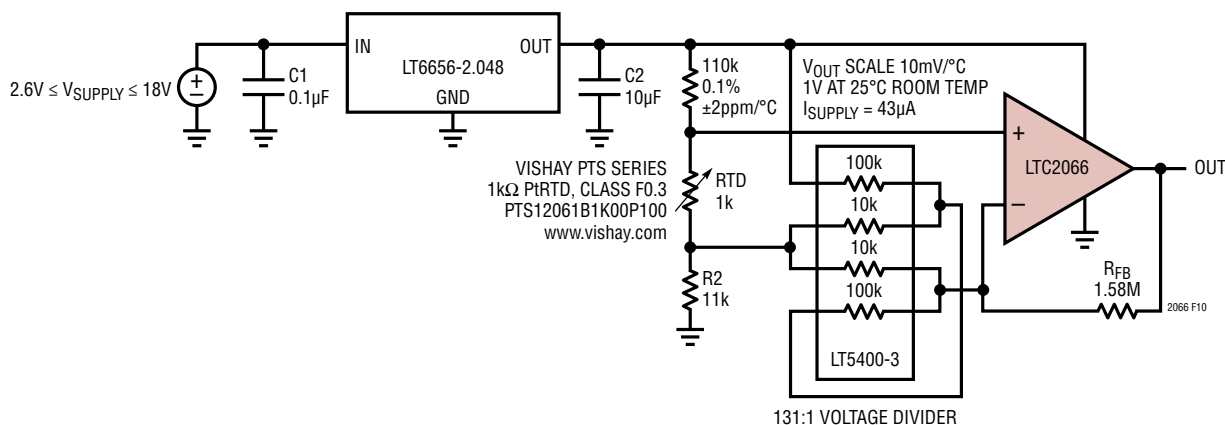 2.6V ≤ VSUPPLY ≤ 18V
+
−
C1
0.1µF
IN
OUT
LT6656-2.048
GND
C2
10µF
110k
0.1%
±2ppm/°C
VOUT SCALE 10mV/°C
1V AT 25°C ROOM TEMP
ISUPPLY = 43µA
VISHAY PTS SERIES
1kΩ PtRTD, CLASS F0.3
PTS12061B1K00P100
www.vishay.com
RTD
1k
R2
11k
100k
10k
10k
100k
LT5400-3
131:1 VOLTAGE DIVIDER
+
−
LTC2066
OUT
RFB
1.58M
2066 F10